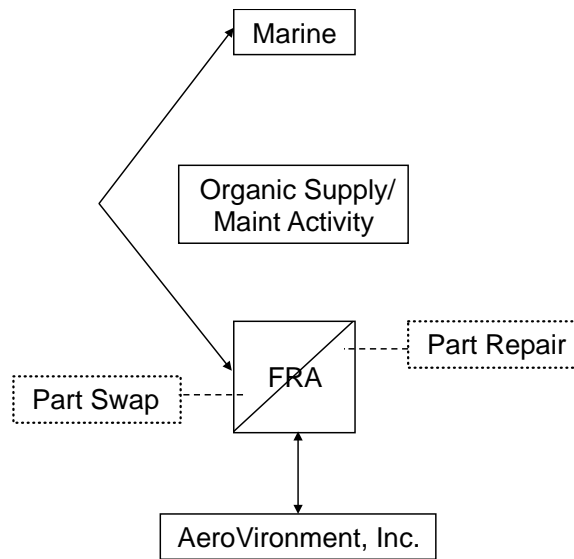 Marine
Organic Supply/
Maint Activity
Part Repair
FRA
Part Swap
AeroVironment, Inc.